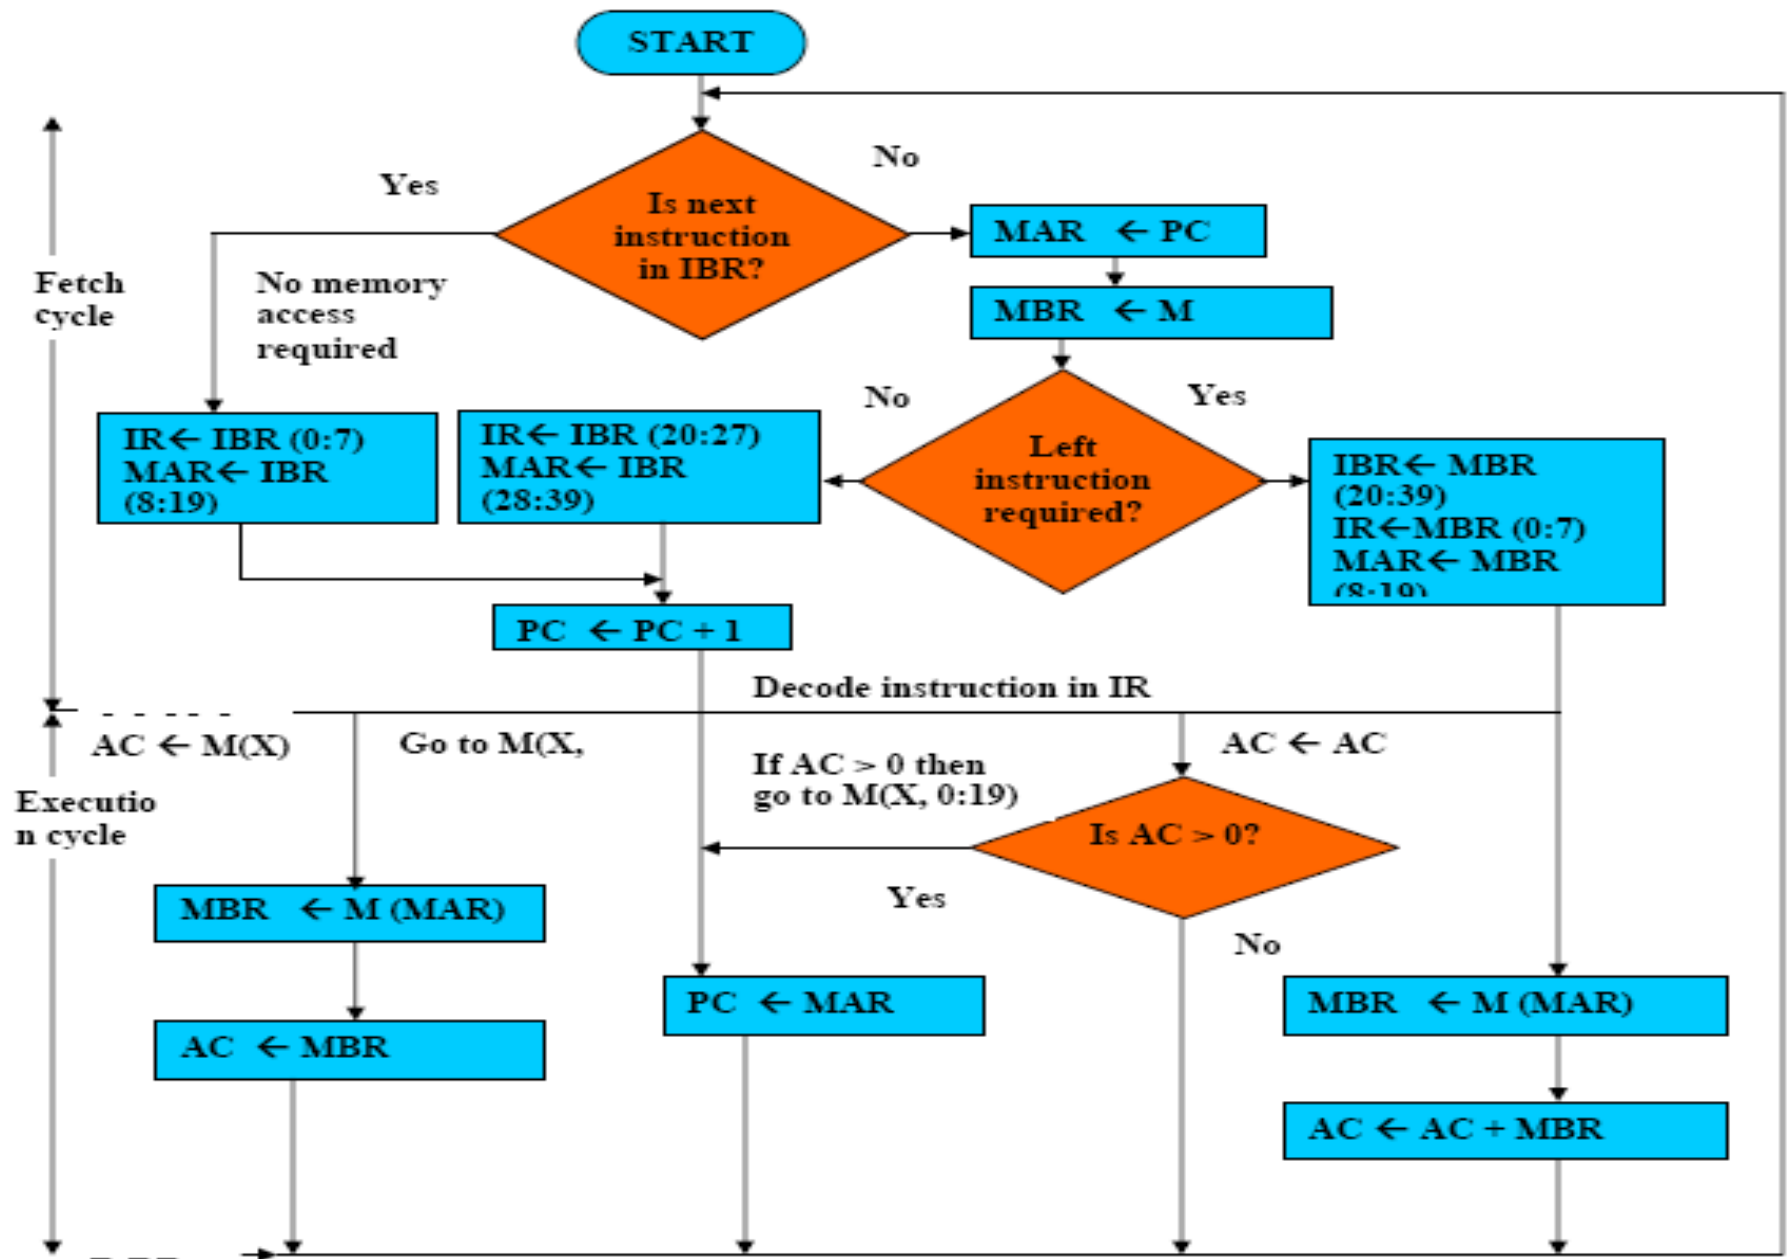 START
No
Yes
Is next
instruction
in IBR?
MAR ← PC
MBR ← M
Fetch
cycle
No memory
access
required
No
Yes
IR← IBR (0:7)
MAR← IBR
(8:19)
IR← IBR (20:27)
MAR← IBR
(28:39)
Left
instruction
required?
IBR← MBR
(20:39)
IR←MBR (0:7)
MAR← MBR
(8:19)
PC ← PC + 1
Decode instruction in IR
AC ← M(X)
Go to M(X,
If AC > 0 then
go to M(X, 0:19)
AC ← AC
Executio
n cycle
Is AC > 0?
Yes
No
MBR ← M (MAR)
AC ← MBR
PC ← MAR
MBR ← M (MAR)
AC ← AC + MBR